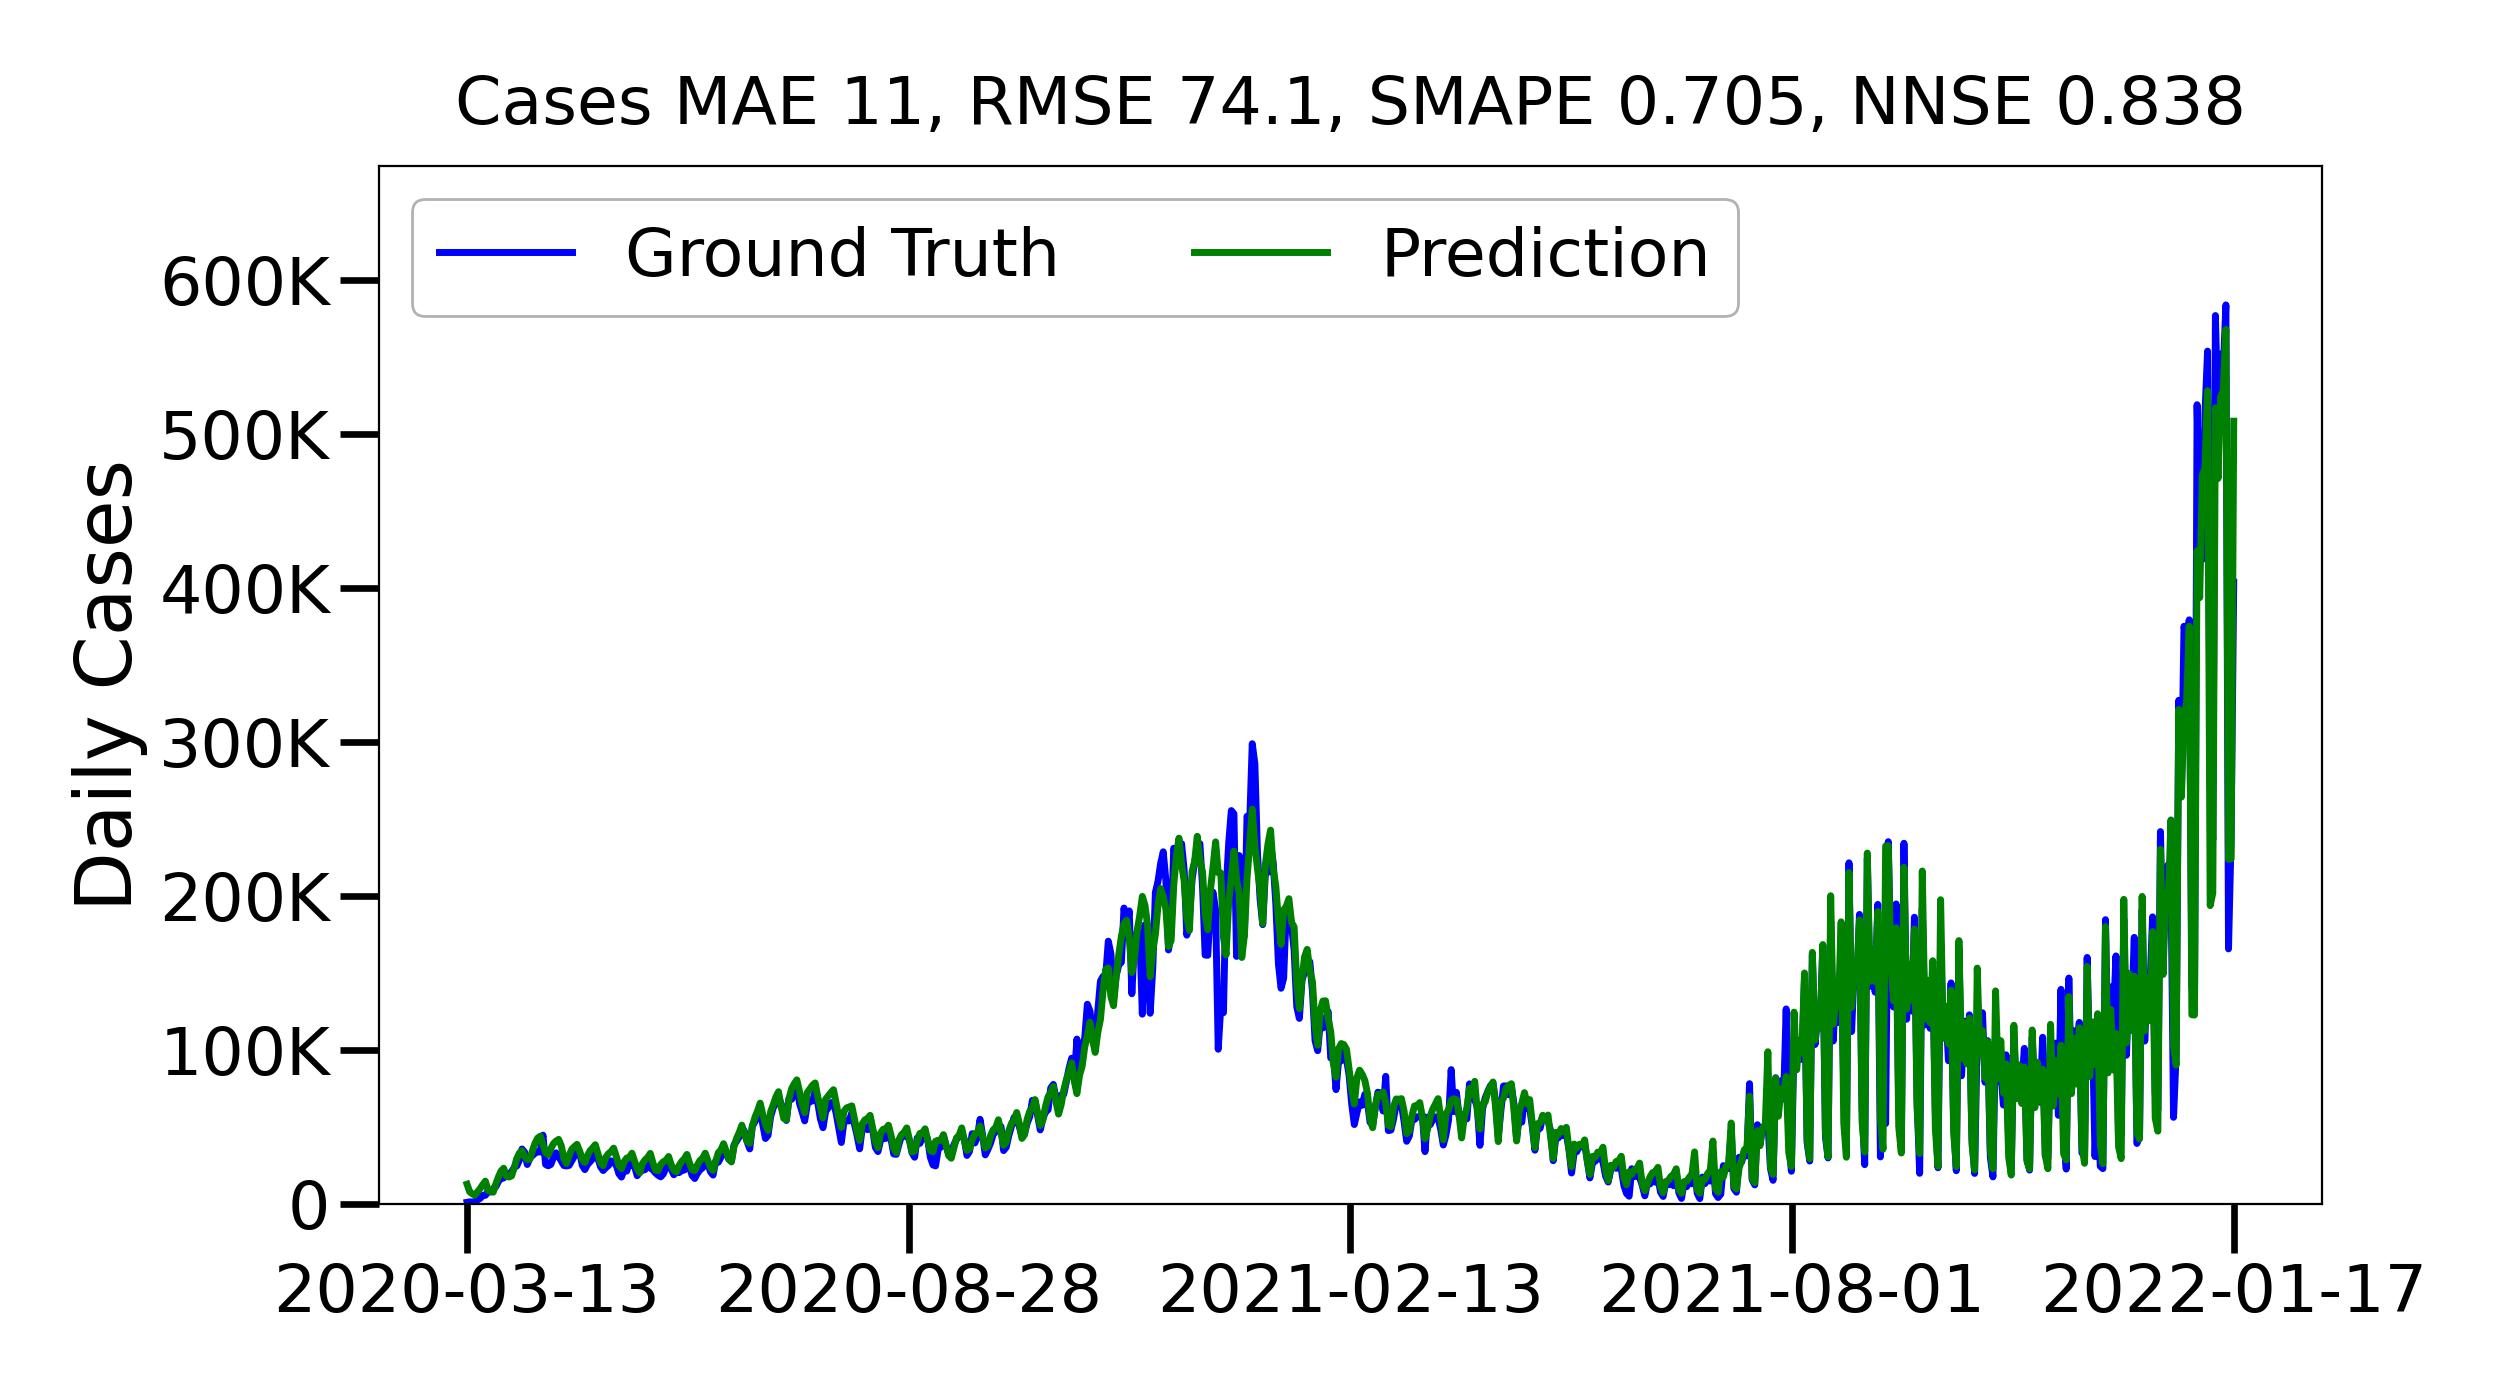 Cases MAE 11, RMSE 74.1, SMAPE 0.705, NNSE 0.838
Ground Truth Prediction
600K
500K
400K
300K
200K
100K
0
Daily Cases
2020-03-13 2020-08-28 2021-02-13 2021-08-01 2022-01-17